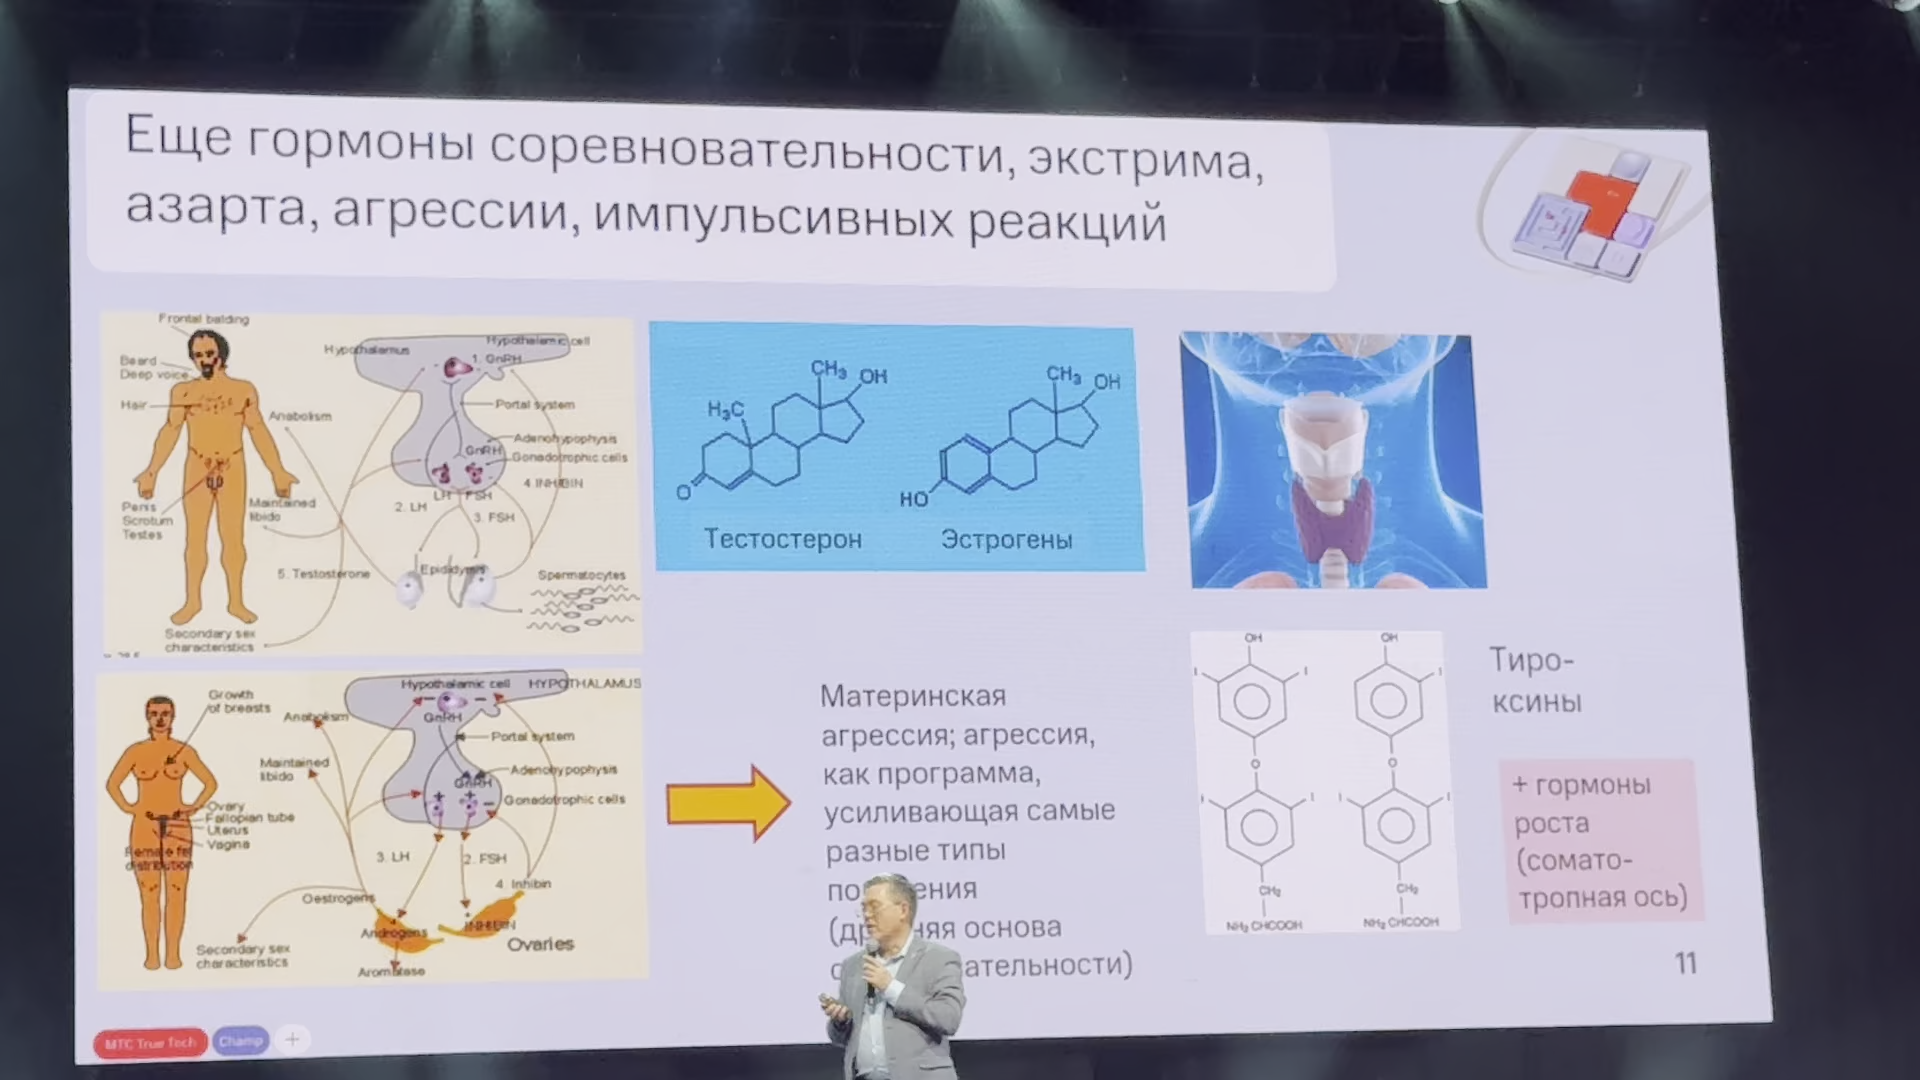 Еще гормоны соревновательности, экстрима,
азарта, агрессии, импульсивных реакций
Frontal balding
Beard
Deep voice
Hair
Anabolism
Penis
Scrotum
Testes
Maintained
libido
5. Testosterone
Secondary sex
characteristics
Hypothalamus
Hypothalamic cell
1. GnRH
Portal system
Adenohypophysis
GnRH
Gonadotrophic cells
4 INHIBIN
LH FSH
2. LH
3. FSH
Epididymis
Spermatocytes
CH₃
OH
H₃C
O
Тестостерон
CH₃
OH
HO
Эстрогены
Growth
of breasts
Anabolism
Maintained
libido
Ovary
Fallopian tube
Uterus
Vagina
Female fat
distribution
Oestrogens
Secondary sex
characteristics
Hypothalamic cell
HYPOTHALAMUS
GnRH
Portal system
Adenohypophysis
GnRH
Gonadotrophic cells
3. LH
2. FSH
4. Inhibin
Androgens
INHIBIN
Ovaries
Aromatase
Материнская
агрессия; агрессия,
как программа,
усиливающая самые
разные типы
основа
OH
I
I
O
I
I
CH₂
NH₂ CHCOOH
OH
I
O
I
I
CH₂
NH₂ CHCOOH
Тиро-
ксины
+ гормоны
роста
(сомато-
тропная ось)
11
МТС True Tech
Champ
+